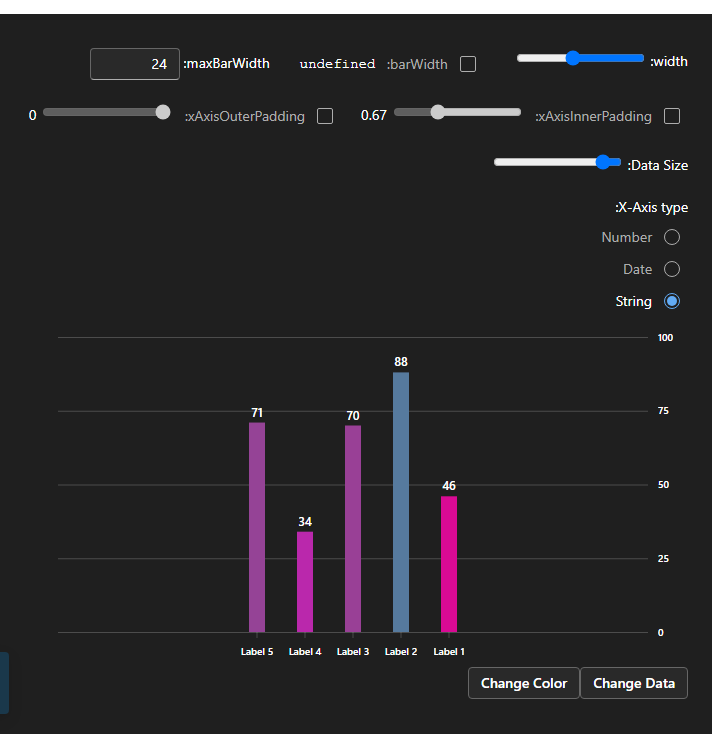 :width
undefined :barWidth
24 :maxBarWidth
:xAxisInnerPadding
0.67
:xAxisOuterPadding
0
:Data Size
:X-Axis type
Number
Date
String
100
75
50
25
0
71
34
70
88
46
Label 5 Label 4 Label 3 Label 2 Label 1
Change Color Change Data